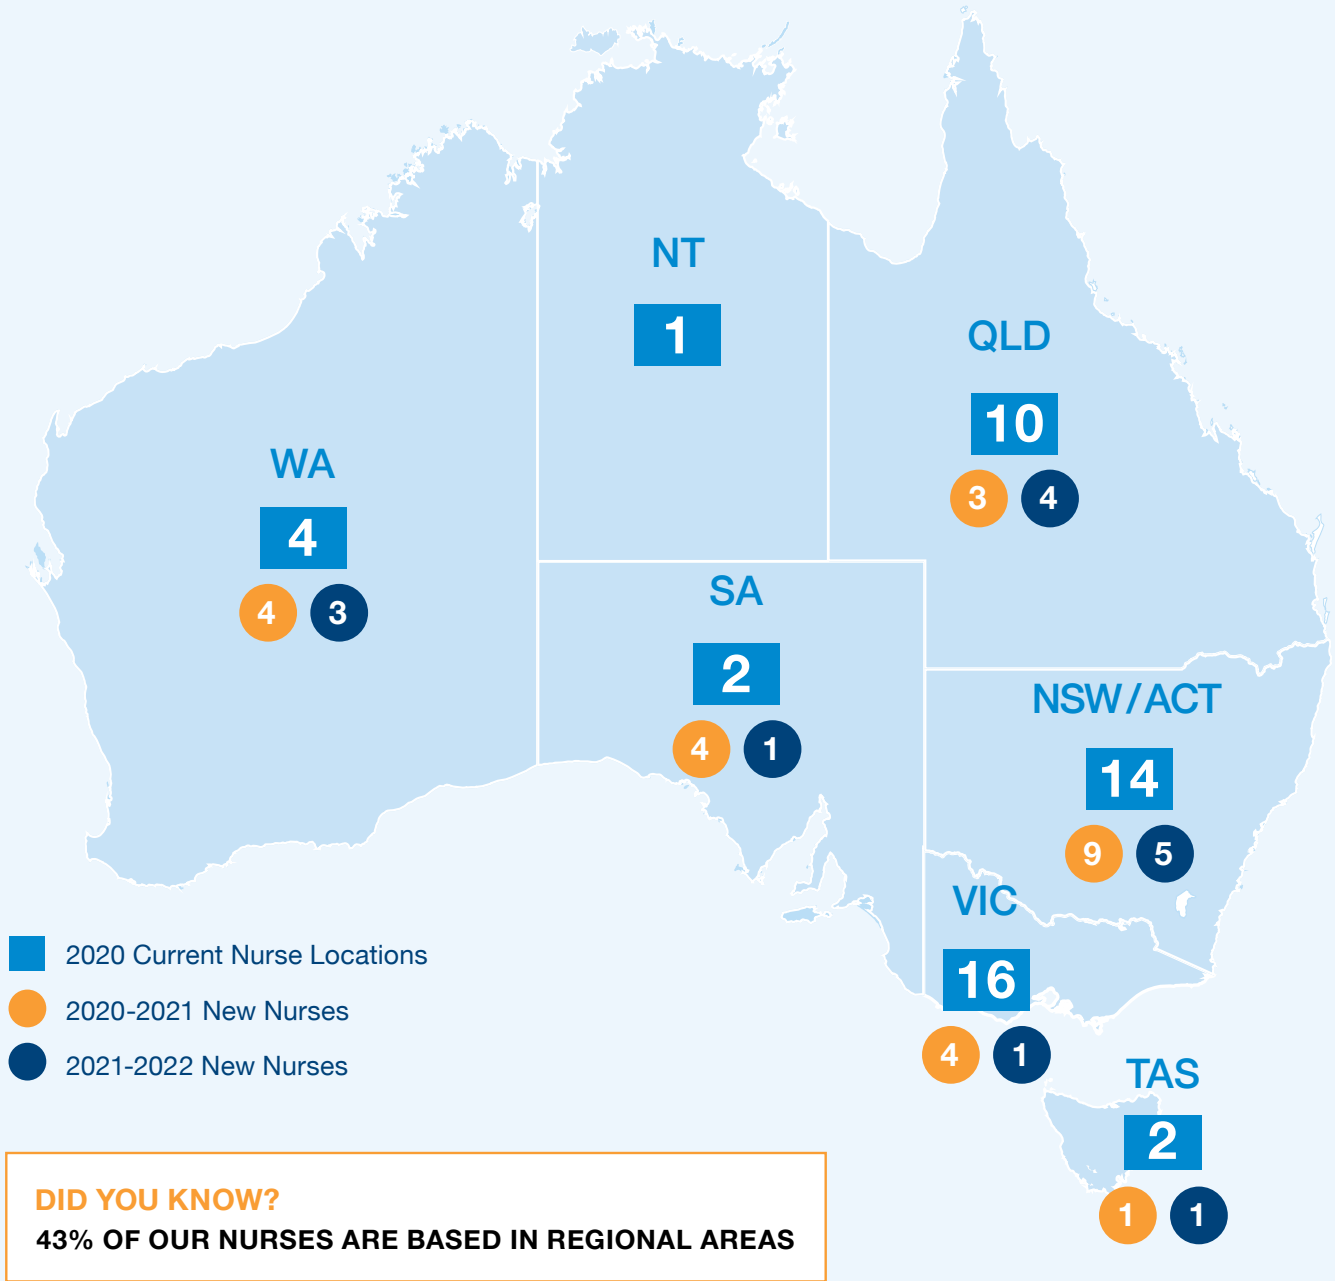 NT
1
QLD
10
3 4
WA
4
4 3
SA
2
4 1
NSW/ACT
14
9 5
VIC
16
4 1
TAS
2
1 1
2020 Current Nurse Locations
2020-2021 New Nurses
2021-2022 New Nurses
DID YOU KNOW?
43% OF OUR NURSES ARE BASED IN REGIONAL AREAS